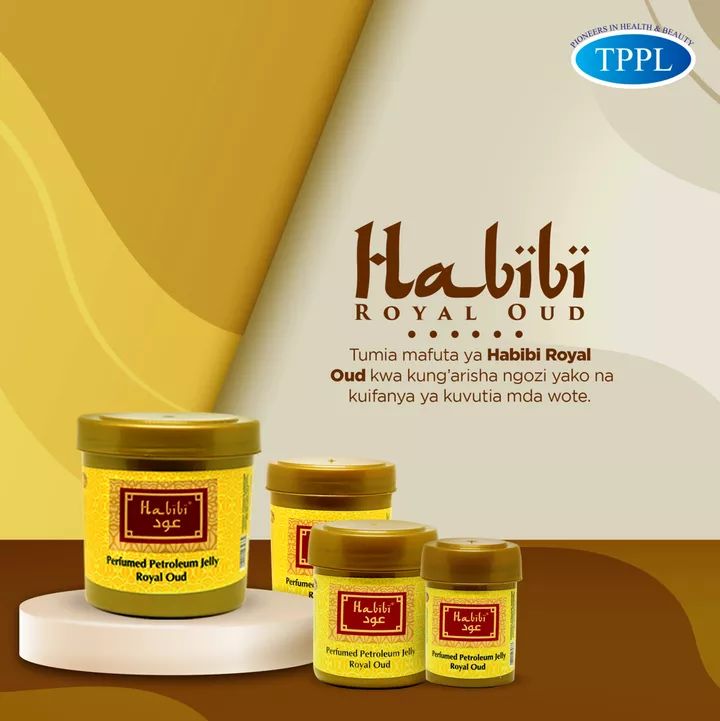 PIONEERS IN HEALTH & BEAUTY
TPPL
Habibi
ROYAL OUD
Tumia mafuta ya Habibi Royal
Oud kwa kung'arisha ngozi yako na
kuifanya ya kuvutia mda wote.
Habibi®
عود
Perfumed Petroleum Jelly
Royal Oud
Habibi
عود
Perfumed Petroleum Jelly
Royal Oud
Habibi
عود
Perfumed Petroleum Jelly
Royal Oud